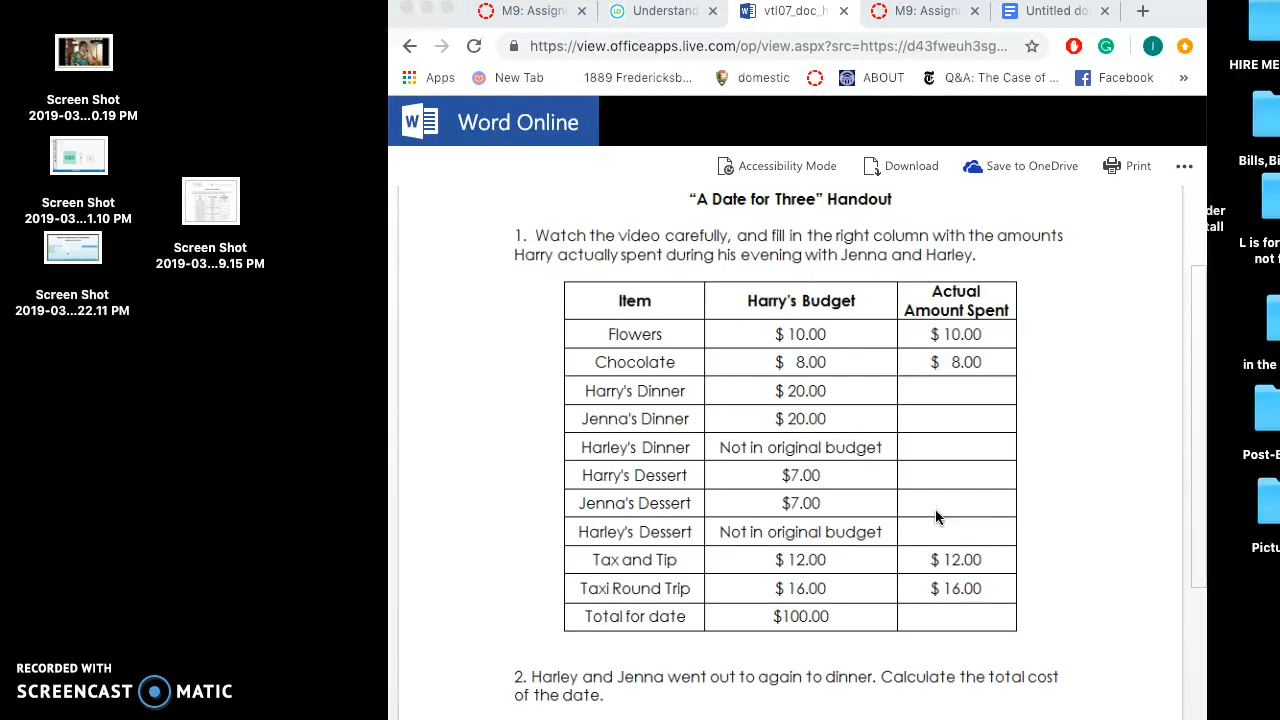 M9: Assign
Understand
vtl07_doc_h
M9: Assign
Untitled do
https://view.officeapps.live.com/op/view.aspx?src=https://d43fweuh3sg...
Apps
New Tab
1889 Fredericksb...
domestic
ABOUT
Q&A: The Case of ...
Facebook
»
W Word Online
Accessibility Mode
Download
Save to OneDrive
Print
•••
Screen Shot
2019-03...0.19 PM
Screen Shot
2019-03...1.10 PM
Screen Shot
2019-03...9.15 PM
Screen Shot
2019-03...22.11 PM
HIRE ME
Bills,Bi
der
tall
L is for
not f
in the
Post-E
Pictu
"A Date for Three" Handout
1. Watch the video carefully, and fill in the right column with the amounts
Harry actually spent during his evening with Jenna and Harley.
Item Harry's Budget Actual
Amount Spent
Flowers $ 10.00 $ 10.00
Chocolate $ 8.00 $ 8.00
Harry's Dinner $ 20.00
Jenna's Dinner $ 20.00
Harley's Dinner Not in original budget
Harry's Dessert $7.00
Jenna's Dessert $7.00
Harley's Dessert Not in original budget
Tax and Tip $ 12.00 $ 12.00
Taxi Round Trip $ 16.00 $ 16.00
Total for date $100.00
2. Harley and Jenna went out to again to dinner. Calculate the total cost
of the date.
RECORDED WITH
SCREENCAST MATIC